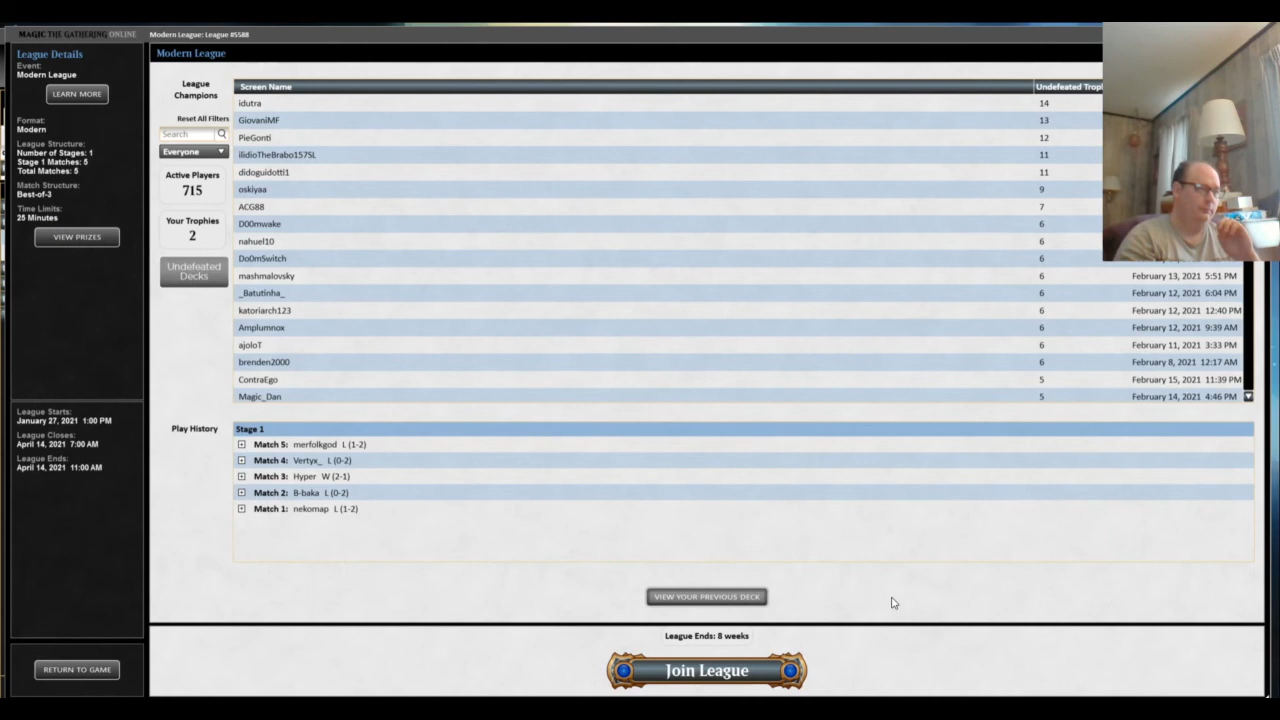 MAGIC THE GATHERING ONLINE
Modern League: League #5588
League Details
Event:
Modern League
LEARN MORE
Format:
Modern
League Structure:
Number of Stages: 1
Stage 1 Matches: 5
Total Matches: 5
Match Structure:
Best-of-3
Time Limits:
25 Minutes
VIEW PRIZES
League Starts:
January 27, 2021 1:00 PM
League Closes:
April 14, 2021 7:00 AM
League Ends:
April 14, 2021 11:00 AM
RETURN TO GAME
Modern League
League
Champions
Reset All Filters
Search
Everyone
Active Players
715
Your Trophies
2
Undefeated
Decks
Screen Name Undefeated Trop
idutra 14
GiovaniMF 13
PieGonti 12
ilidioTheBrabo157SL 11
didoguidotti1 11
oskiyaa 9
ACG88 7
D00mwake 6
nahuel10 6
Do0mSwitch 6
mashmalovsky 6 February 13, 2021 5:51 PM
_Batutinha_ 6 February 12, 2021 6:04 PM
katoriarch123 6 February 12, 2021 12:40 PM
Amplumnox 6 February 12, 2021 9:39 AM
ajoloT 6 February 11, 2021 3:33 PM
brenden2000 6 February 8, 2021 12:17 AM
ContraEgo 5 February 15, 2021 11:39 PM
Magic_Dan 5 February 14, 2021 4:46 PM
Play History
Stage 1
Match 5: merfolkgod L (1-2)
Match 4: Vertyx_ L (0-2)
Match 3: Hyper W (2-1)
Match 2: B-baka L (0-2)
Match 1: nekomap L (1-2)
VIEW YOUR PREVIOUS DECK
League Ends: 8 weeks
Join League